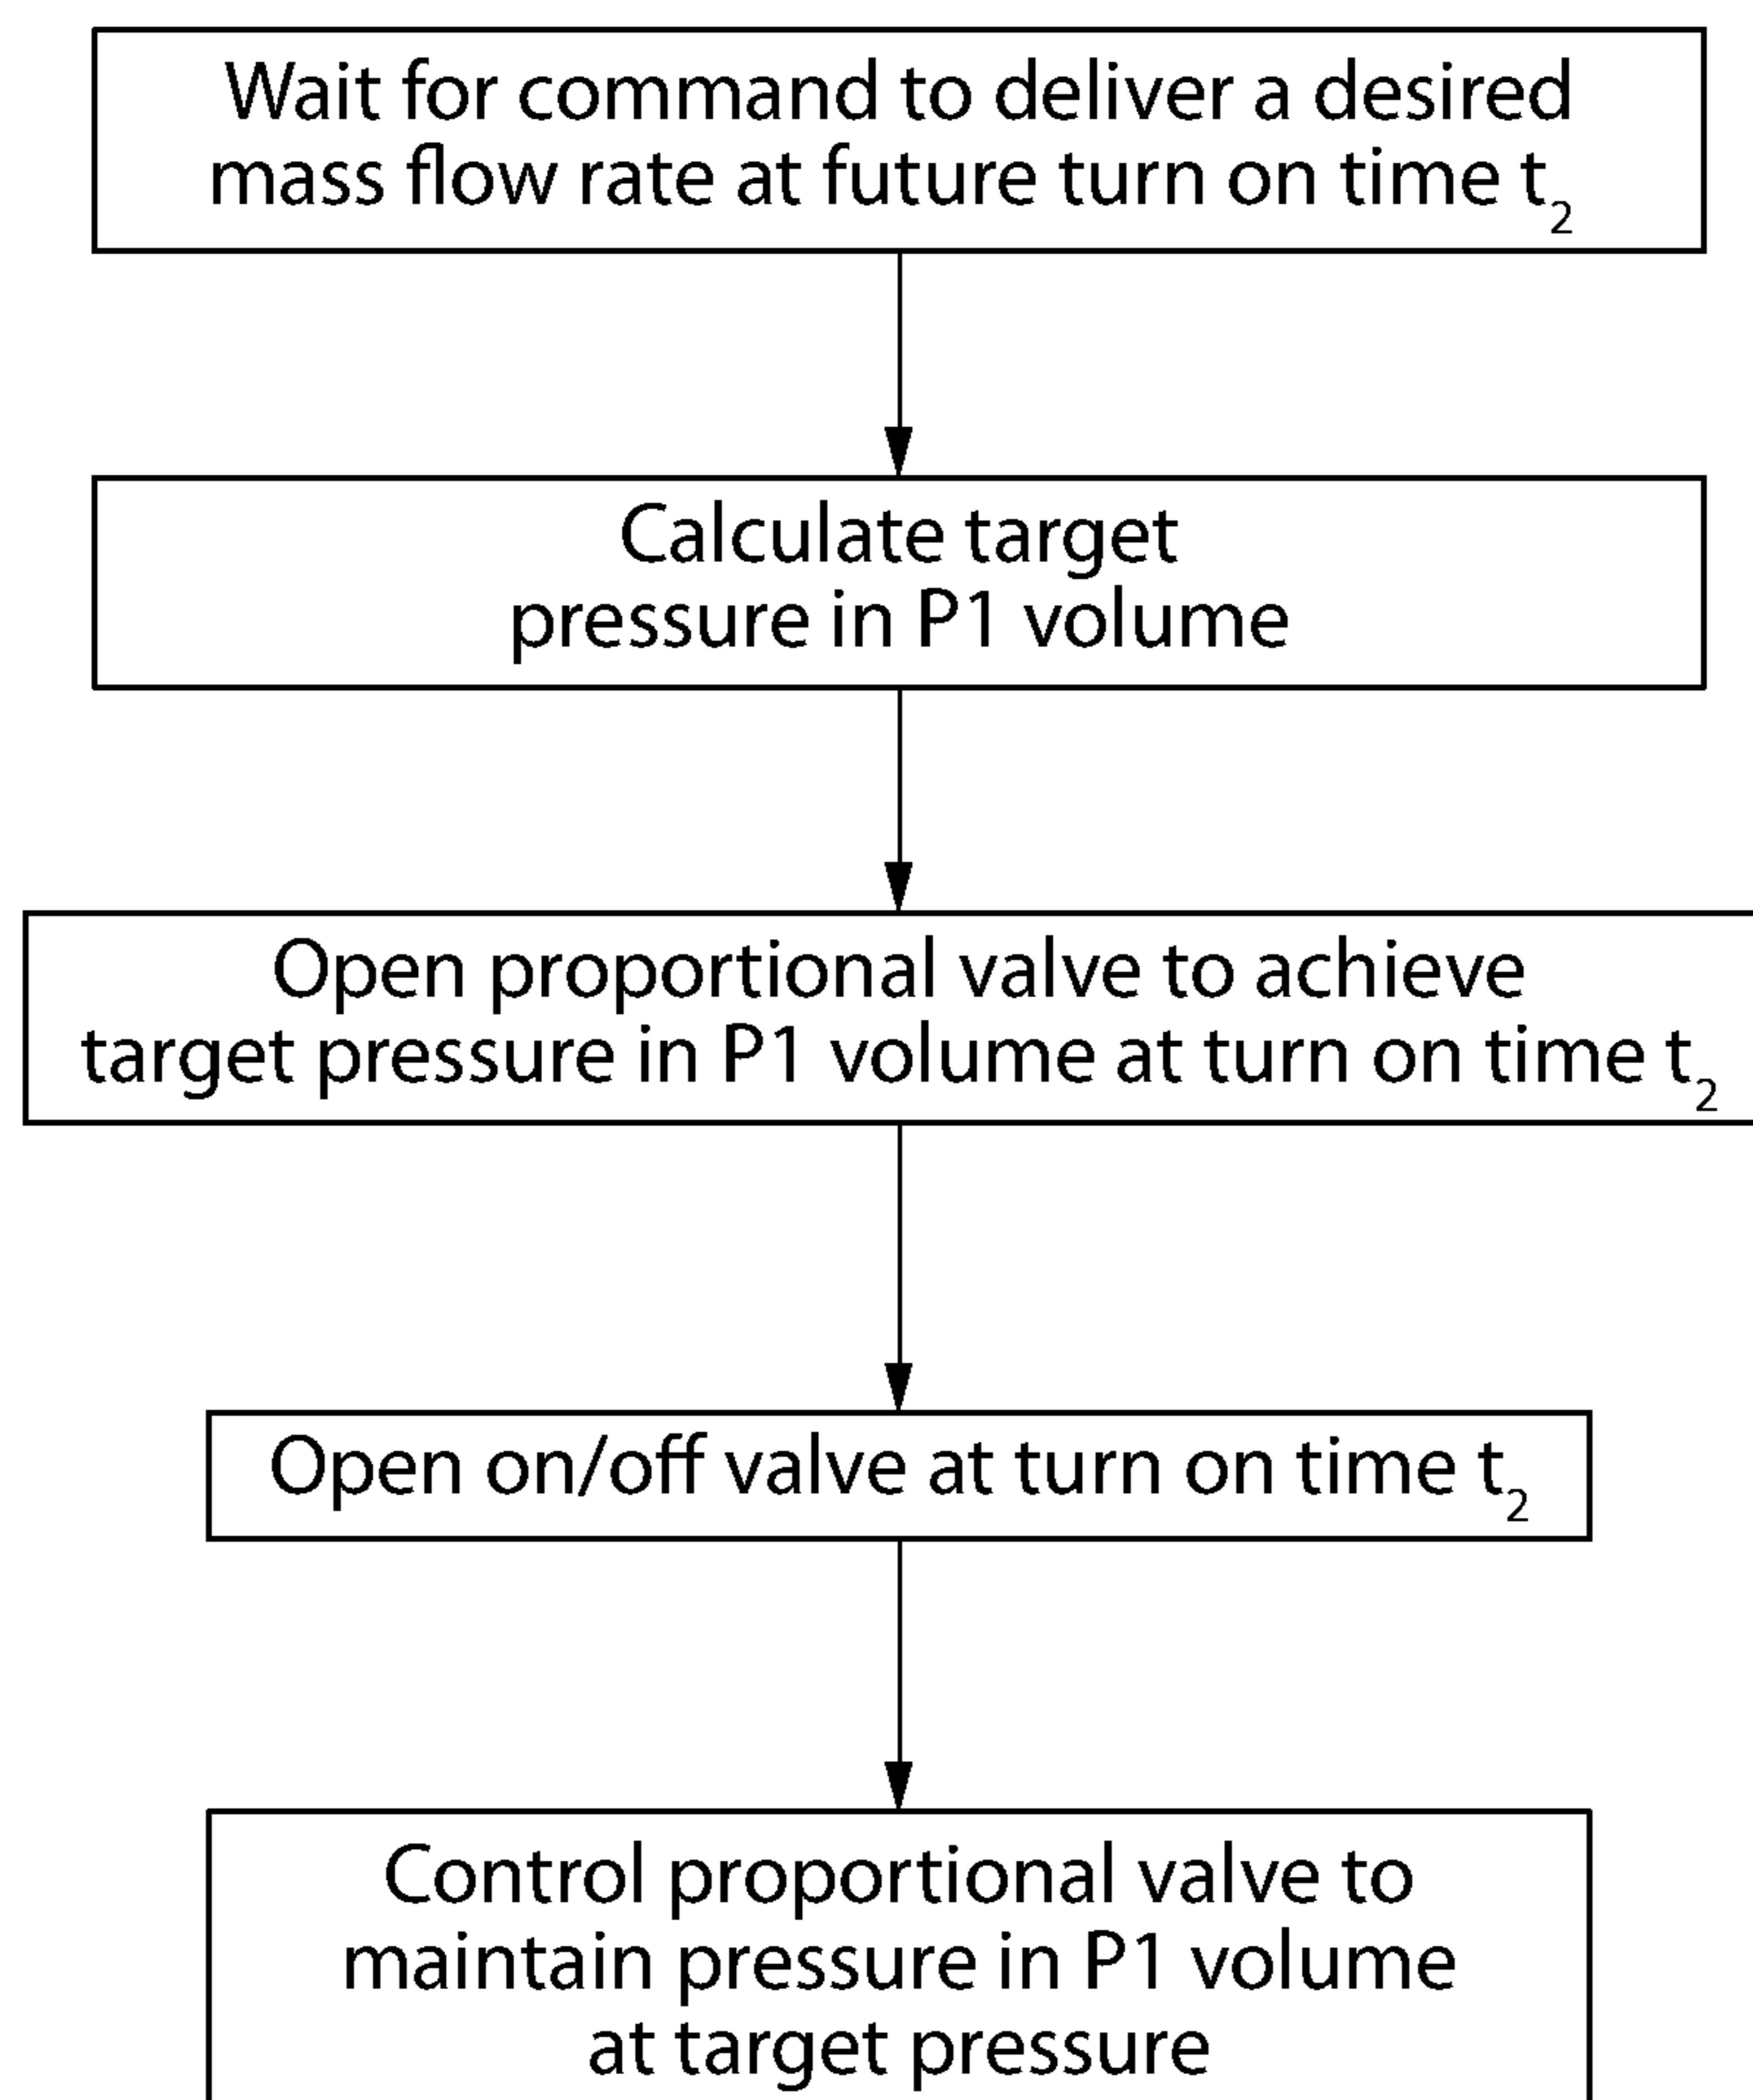 Wait for command to deliver a desired
mass flow rate at future turn on time t₂
Calculate target
pressure in P1 volume
Open proportional valve to achieve
target pressure in P1 volume at turn on time t₂
Open on/off valve at turn on time t₂
Control proportional valve to
maintain pressure in P1 volume
at target pressure